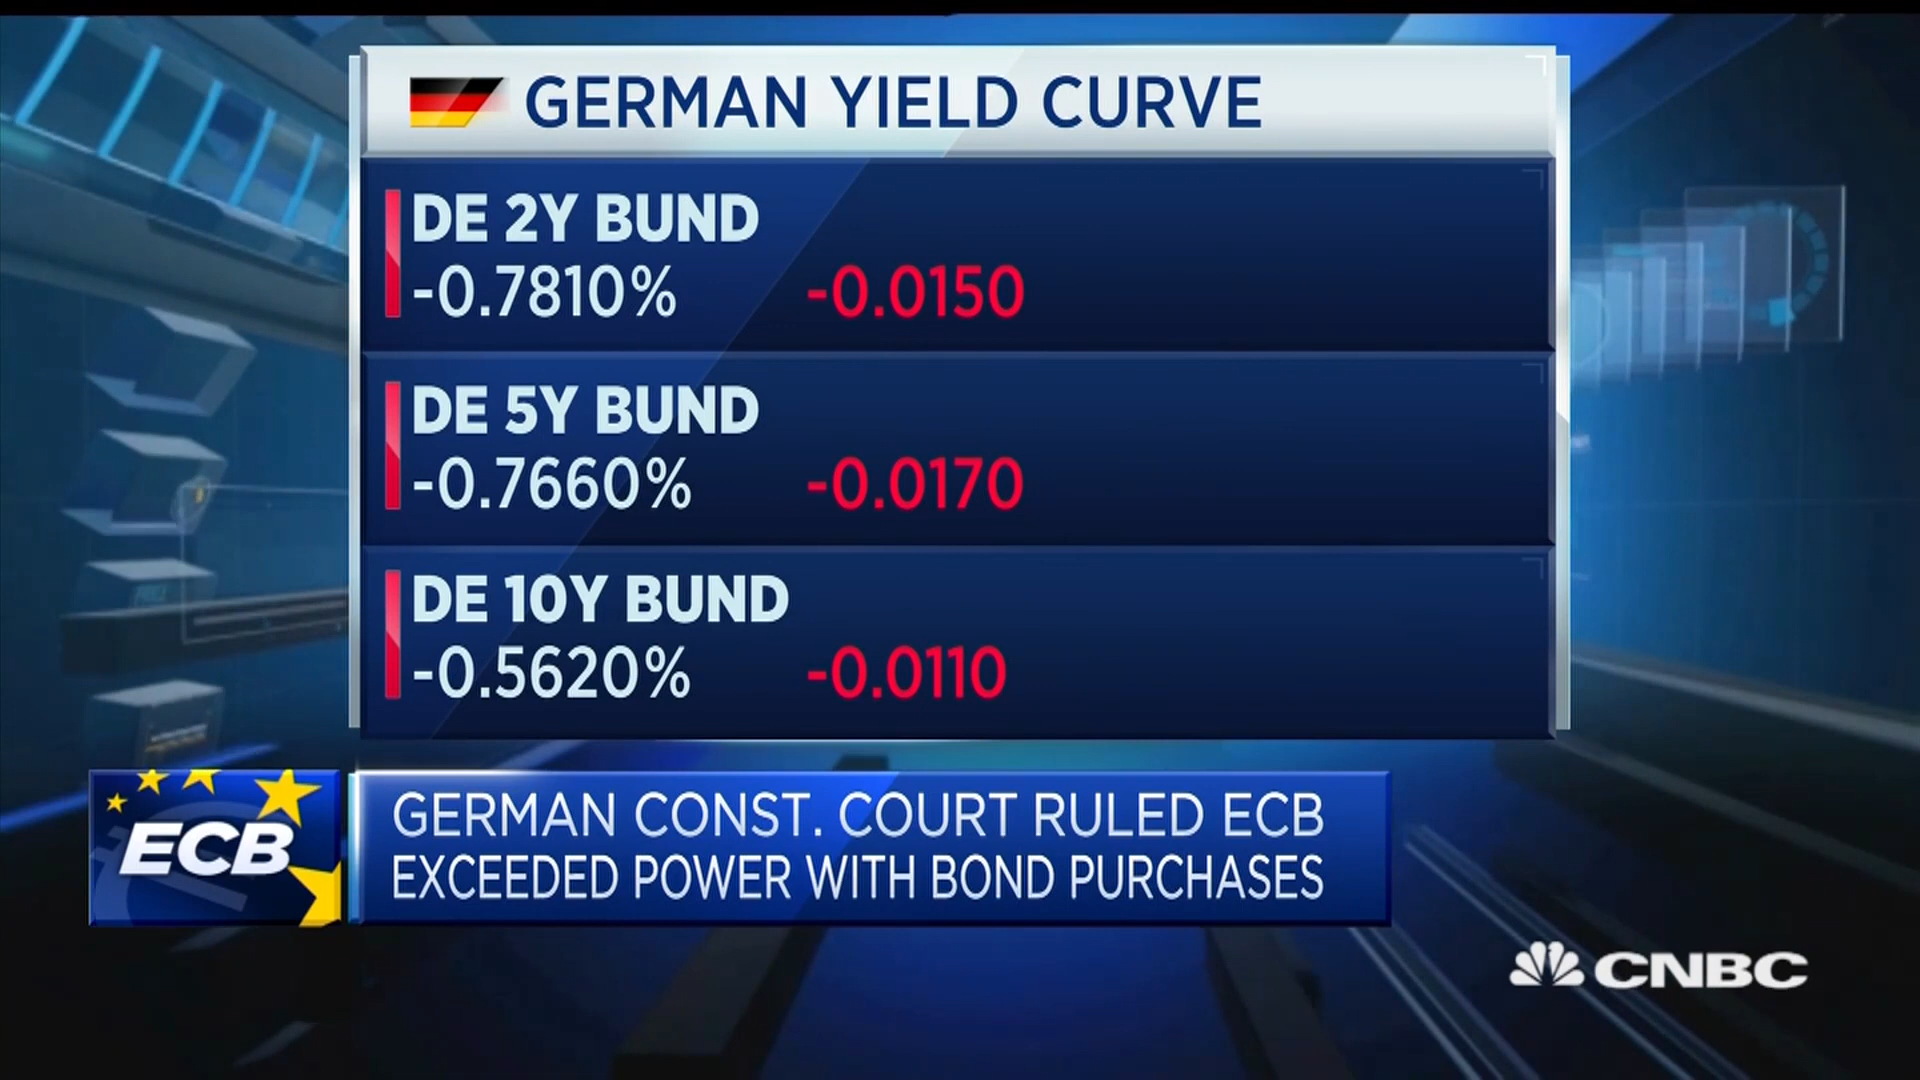 GERMAN YIELD CURVE
DE 2Y BUND
-0.7810% -0.0150
DE 5Y BUND
-0.7660% -0.0170
DE 10Y BUND
-0.5620% -0.0110
ECB
GERMAN CONST. COURT RULED ECB
EXCEEDED POWER WITH BOND PURCHASES
CNBC